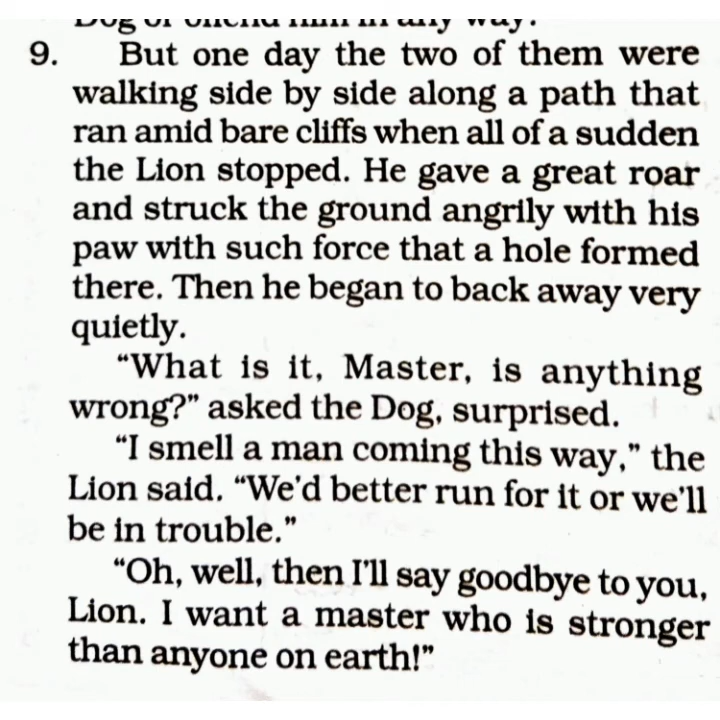 9. But one day the two of them were
walking side by side along a path that
ran amid bare cliffs when all of a sudden
the Lion stopped. He gave a great roar
and struck the ground angrily with his
paw with such force that a hole formed
there. Then he began to back away very
quietly.
“What is it, Master, is anything
wrong?” asked the Dog, surprised.
“I smell a man coming this way,” the
Lion said. “We'd better run for it or we'll
be in trouble.”
“Oh, well, then I'll say goodbye to you,
Lion. I want a master who is stronger
than anyone on earth!”